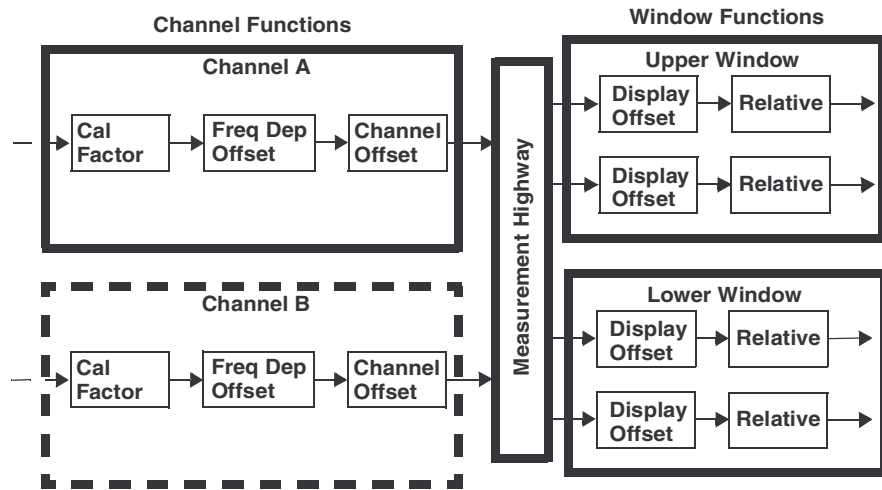 Channel Functions
Window Functions
Channel A
Cal
Factor
Freq Dep
Offset
Channel
Offset
Channel B
Cal
Factor
Freq Dep
Offset
Channel
Offset
Measurement Highway
Upper Window
Display
Offset
Relative
Display
Offset
Relative
Lower Window
Display
Offset
Relative
Display
Offset
Relative